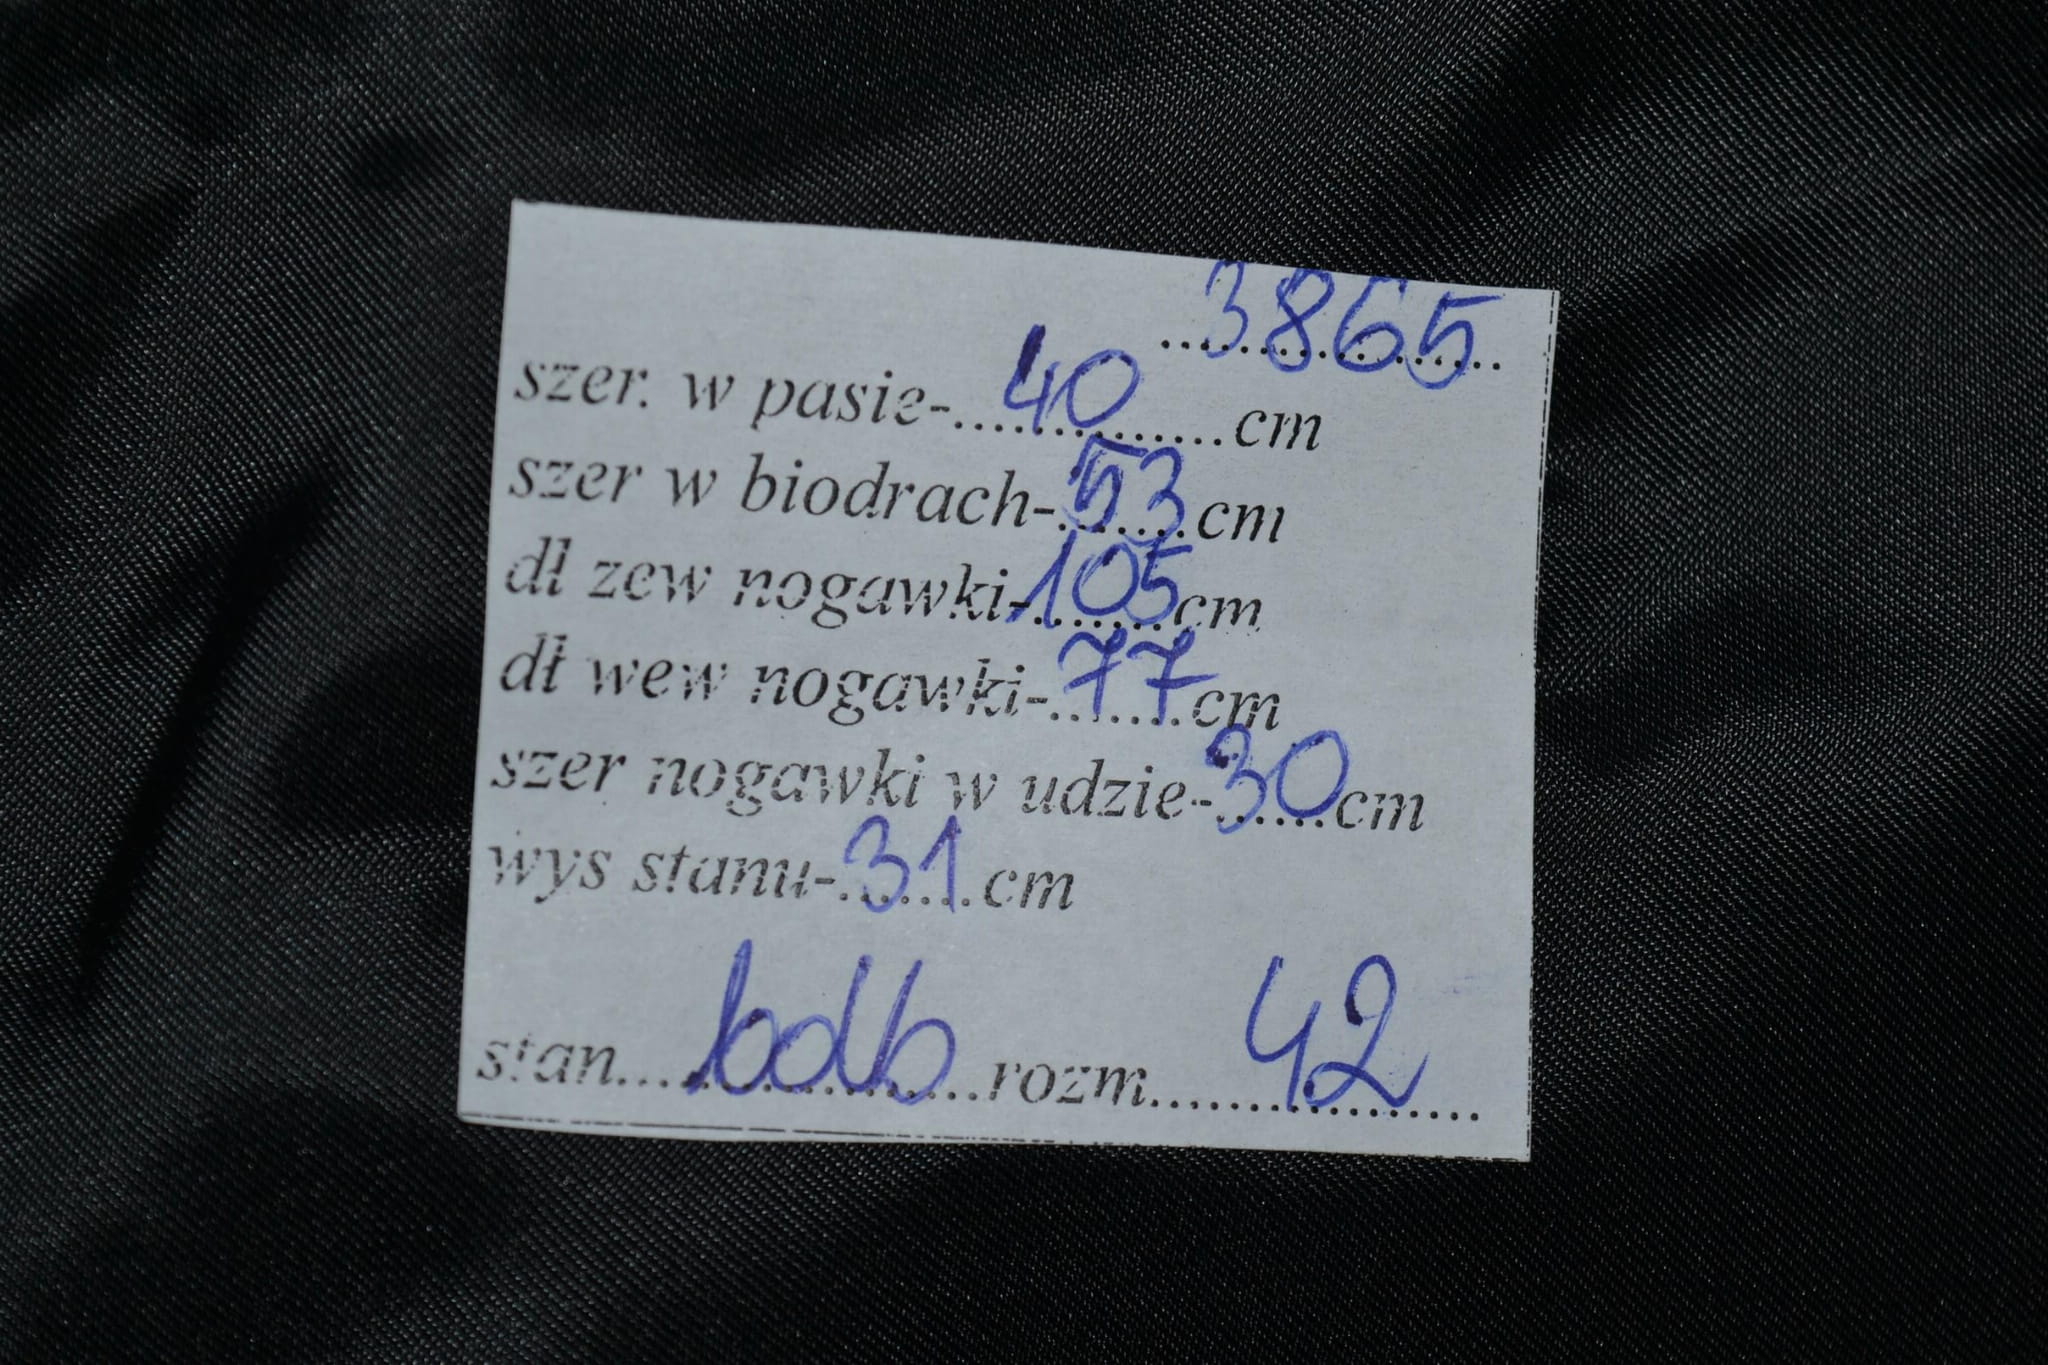 3865
szer. w pasie-40cm
szer w biodrach-53cm
dł zew nogawki-105cm
dł wew nogawki-77cm
szer nogawki w udzie-30cm
wys stanu-31cm
stan bdb rozm 42